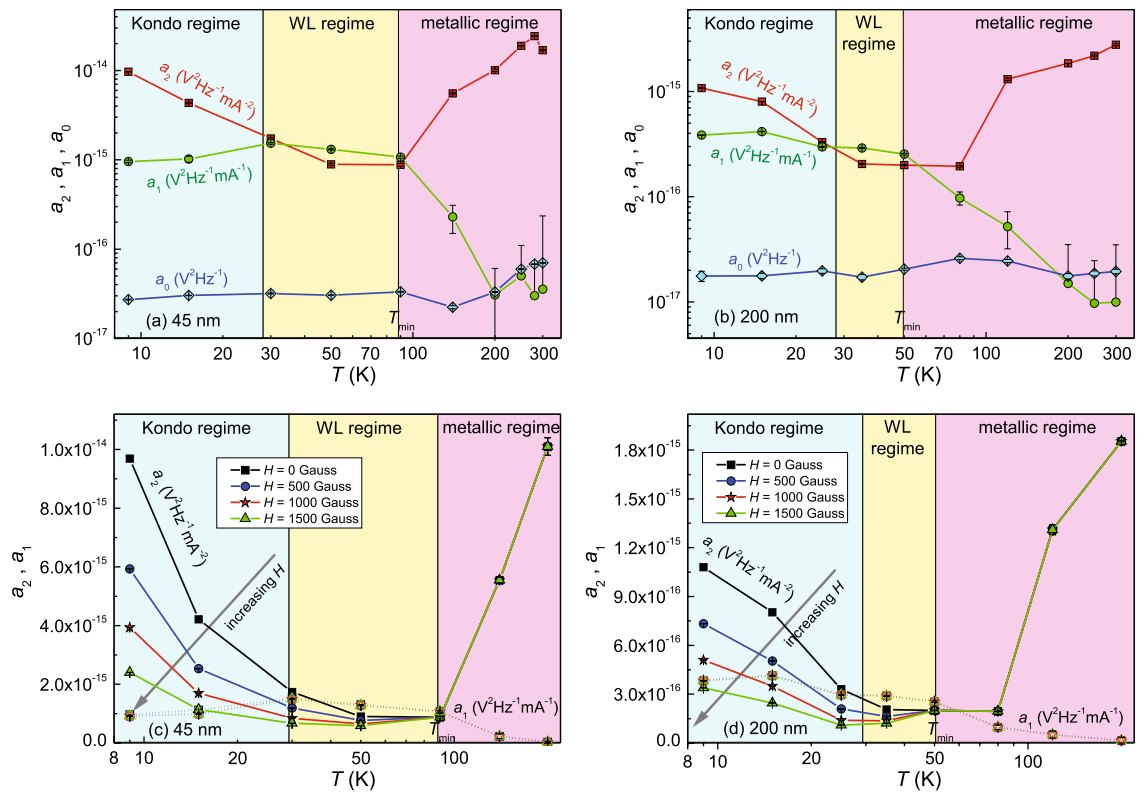 Kondo regime
WL regime
metallic regime
a₂ (V²Hz⁻¹mA⁻²)
a₁ (V²Hz⁻¹mA⁻¹)
a₀ (V²Hz⁻¹)
(a) 45 nm
T_min
10⁻¹⁴
10⁻¹⁵
10⁻¹⁶
10⁻¹⁷
a₂ , a₁ , a₀
10 20 30 50 70 100 200 300
T (K)
Kondo regime
WL
regime
metallic regime
a₂ (V²Hz⁻¹mA⁻²)
a₁ (V²Hz⁻¹mA⁻¹)
a₀ (V²Hz⁻¹)
(b) 200 nm
T_min
10⁻¹⁵
10⁻¹⁶
10⁻¹⁷
a₂ , a₁ , a₀
10 20 30 50 70 100 200 300
T (K)
Kondo regime
WL regime
metallic regime
H = 0 Gauss
H = 500 Gauss
H = 1000 Gauss
H = 1500 Gauss
a₂ (V²Hz⁻¹mA⁻²)
increasing H
a₁ (V²Hz⁻¹mA⁻¹)
(c) 45 nm
T_min
1.0x10⁻¹⁴
8.0x10⁻¹⁵
6.0x10⁻¹⁵
4.0x10⁻¹⁵
2.0x10⁻¹⁵
0.0
a₂ , a₁
8 10 20 40 60 80 100
T (K)
Kondo regime
WL
regime
metallic regime
H = 0 Gauss
H = 500 Gauss
H = 1000 Gauss
H = 1500 Gauss
a₂ (V²Hz⁻¹mA⁻²)
increasing H
a₁ (V²Hz⁻¹mA⁻¹)
(d) 200 nm
T_min
1.8x10⁻¹⁵
1.5x10⁻¹⁵
1.2x10⁻¹⁵
9.0x10⁻¹⁶
6.0x10⁻¹⁶
3.0x10⁻¹⁶
0.0
a₂ , a₁
8 10 20 30 40 50 100
T (K)